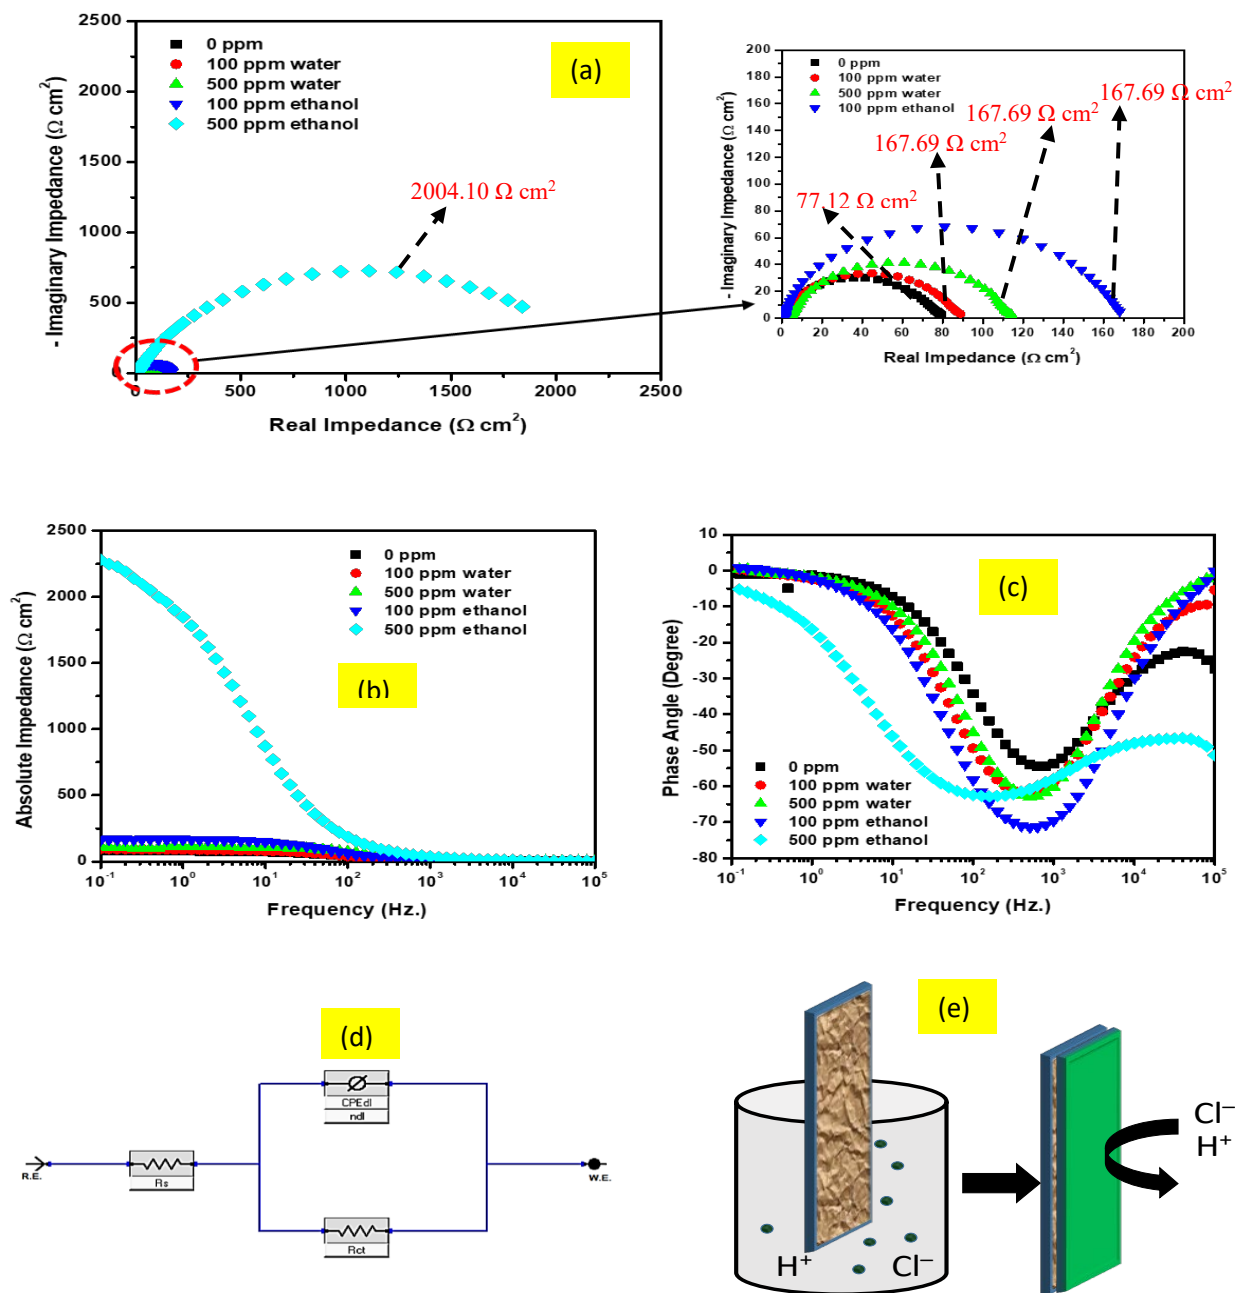 (a)
- Imaginary Impedance (Ω cm²)
2500
2000
1500
1000
500
0
0 ppm
100 ppm water
500 ppm water
100 ppm ethanol
500 ppm ethanol
2004.10 Ω cm²
0
500
1000
1500
2000
2500
Real Impedance (Ω cm²)
- Imaginary Impedance (Ω cm²)
200
180
160
140
120
100
80
60
40
20
0
0 ppm
100 ppm water
500 ppm water
100 ppm ethanol
77.12 Ω cm²
167.69 Ω cm²
167.69 Ω cm²
167.69 Ω cm²
0 20 40 60 80 100 120 140 160 180 200
Real Impedance (Ω cm²)
(b)
Absolute Impedance (Ω cm²)
2500
2000
1500
1000
500
0
0 ppm
100 ppm water
500 ppm water
100 ppm ethanol
500 ppm ethanol
10⁻¹ 10⁰ 10¹ 10² 10³ 10⁴ 10⁵
Frequency (Hz.)
(c)
Phase Angle (Degree)
10
0
-10
-20
-30
-40
-50
-60
-70
-80
0 ppm
100 ppm water
500 ppm water
100 ppm ethanol
500 ppm ethanol
10⁻¹ 10⁰ 10¹ 10² 10³ 10⁴ 10⁵
Frequency (Hz.)
(d)
CPEdl
ndl
R.E.
Rs
W.E.
Rct
(e)
H⁺
Cl⁻
Cl⁻
H⁺